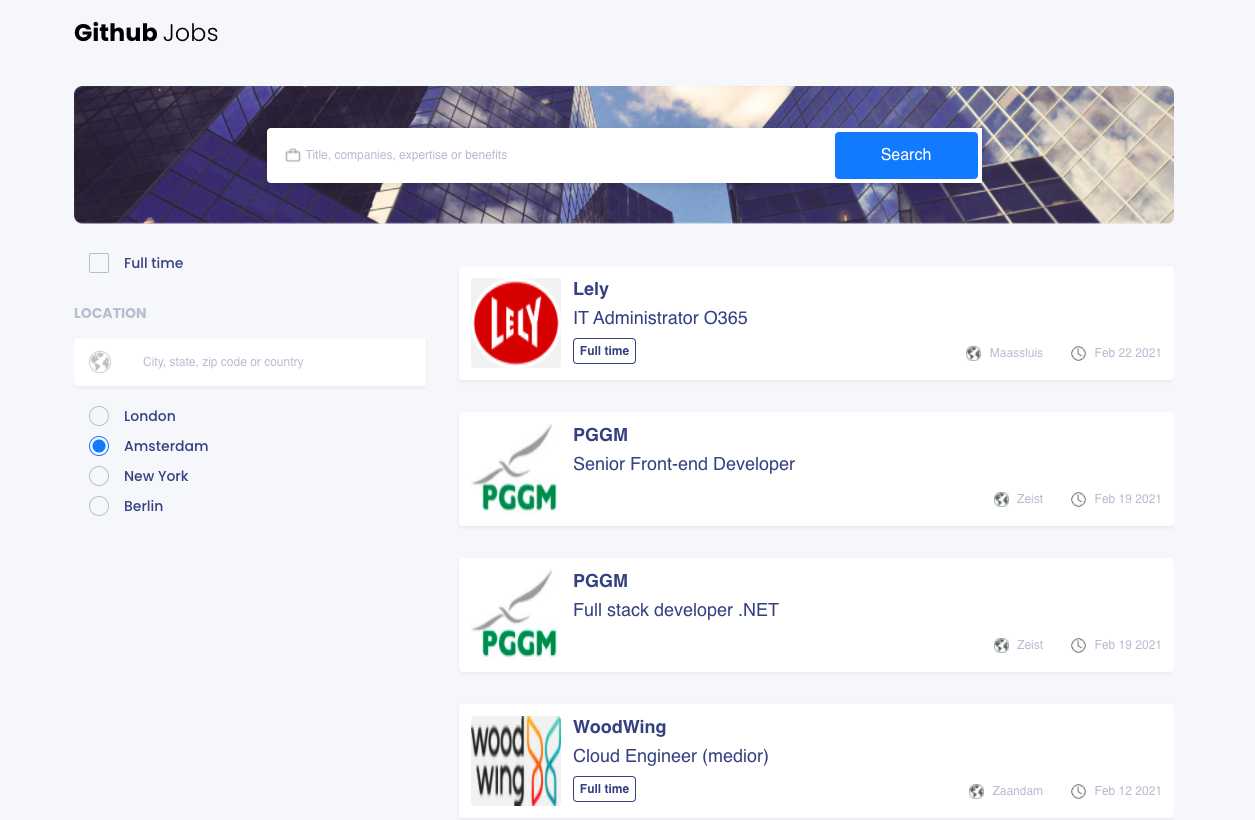 Github Jobs
Title, companies, expertise or benefits
Search
Full time
LOCATION
City, state, zip code or country
London
Amsterdam
New York
Berlin
LELY
Lely
IT Administrator O365
Full time
Maassluis
Feb 22 2021
PGGM
PGGM
Senior Front-end Developer
Zeist
Feb 19 2021
PGGM
PGGM
Full stack developer .NET
Zeist
Feb 19 2021
wood
wing
WoodWing
Cloud Engineer (medior)
Full time
Zaandam
Feb 12 2021